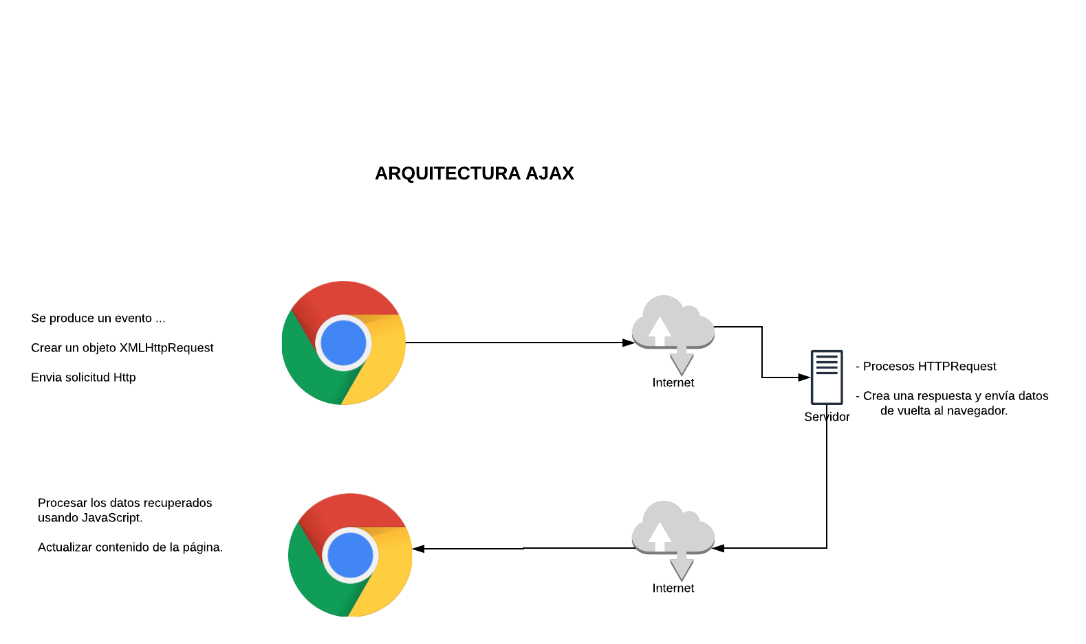 ARQUITECTURA AJAX
Se produce un evento ...
Crear un objeto XMLHttpRequest
Envia solicitud Http
Internet
- Procesos HTTPRequest
- Crea una respuesta y envía datos
de vuelta al navegador.
Servidor
Procesar los datos recuperados
usando JavaScript.
Actualizar contenido de la página.
Internet